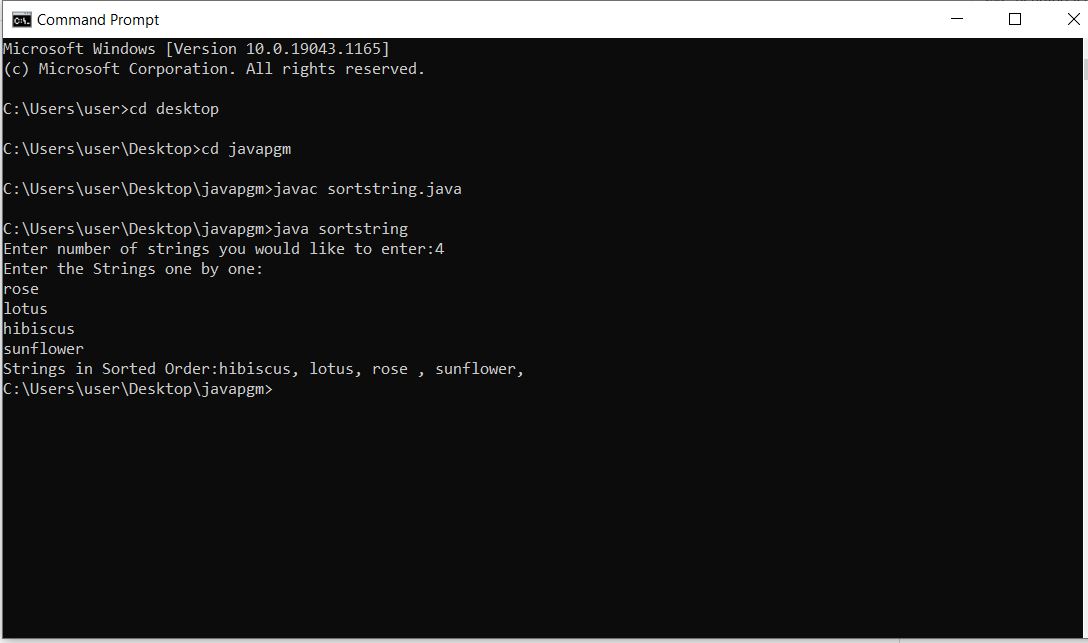 Command Prompt
Microsoft Windows [Version 10.0.19043.1165]
(c) Microsoft Corporation. All rights reserved.
C:\Users\user>cd desktop
C:\Users\user\Desktop>cd javapgm
C:\Users\user\Desktop\javapgm>javac sortstring.java
C:\Users\user\Desktop\javapgm>java sortstring
Enter number of strings you would like to enter:4
Enter the Strings one by one:
rose
lotus
hibiscus
sunflower
Strings in Sorted Order:hibiscus, lotus, rose , sunflower,
C:\Users\user\Desktop\javapgm>